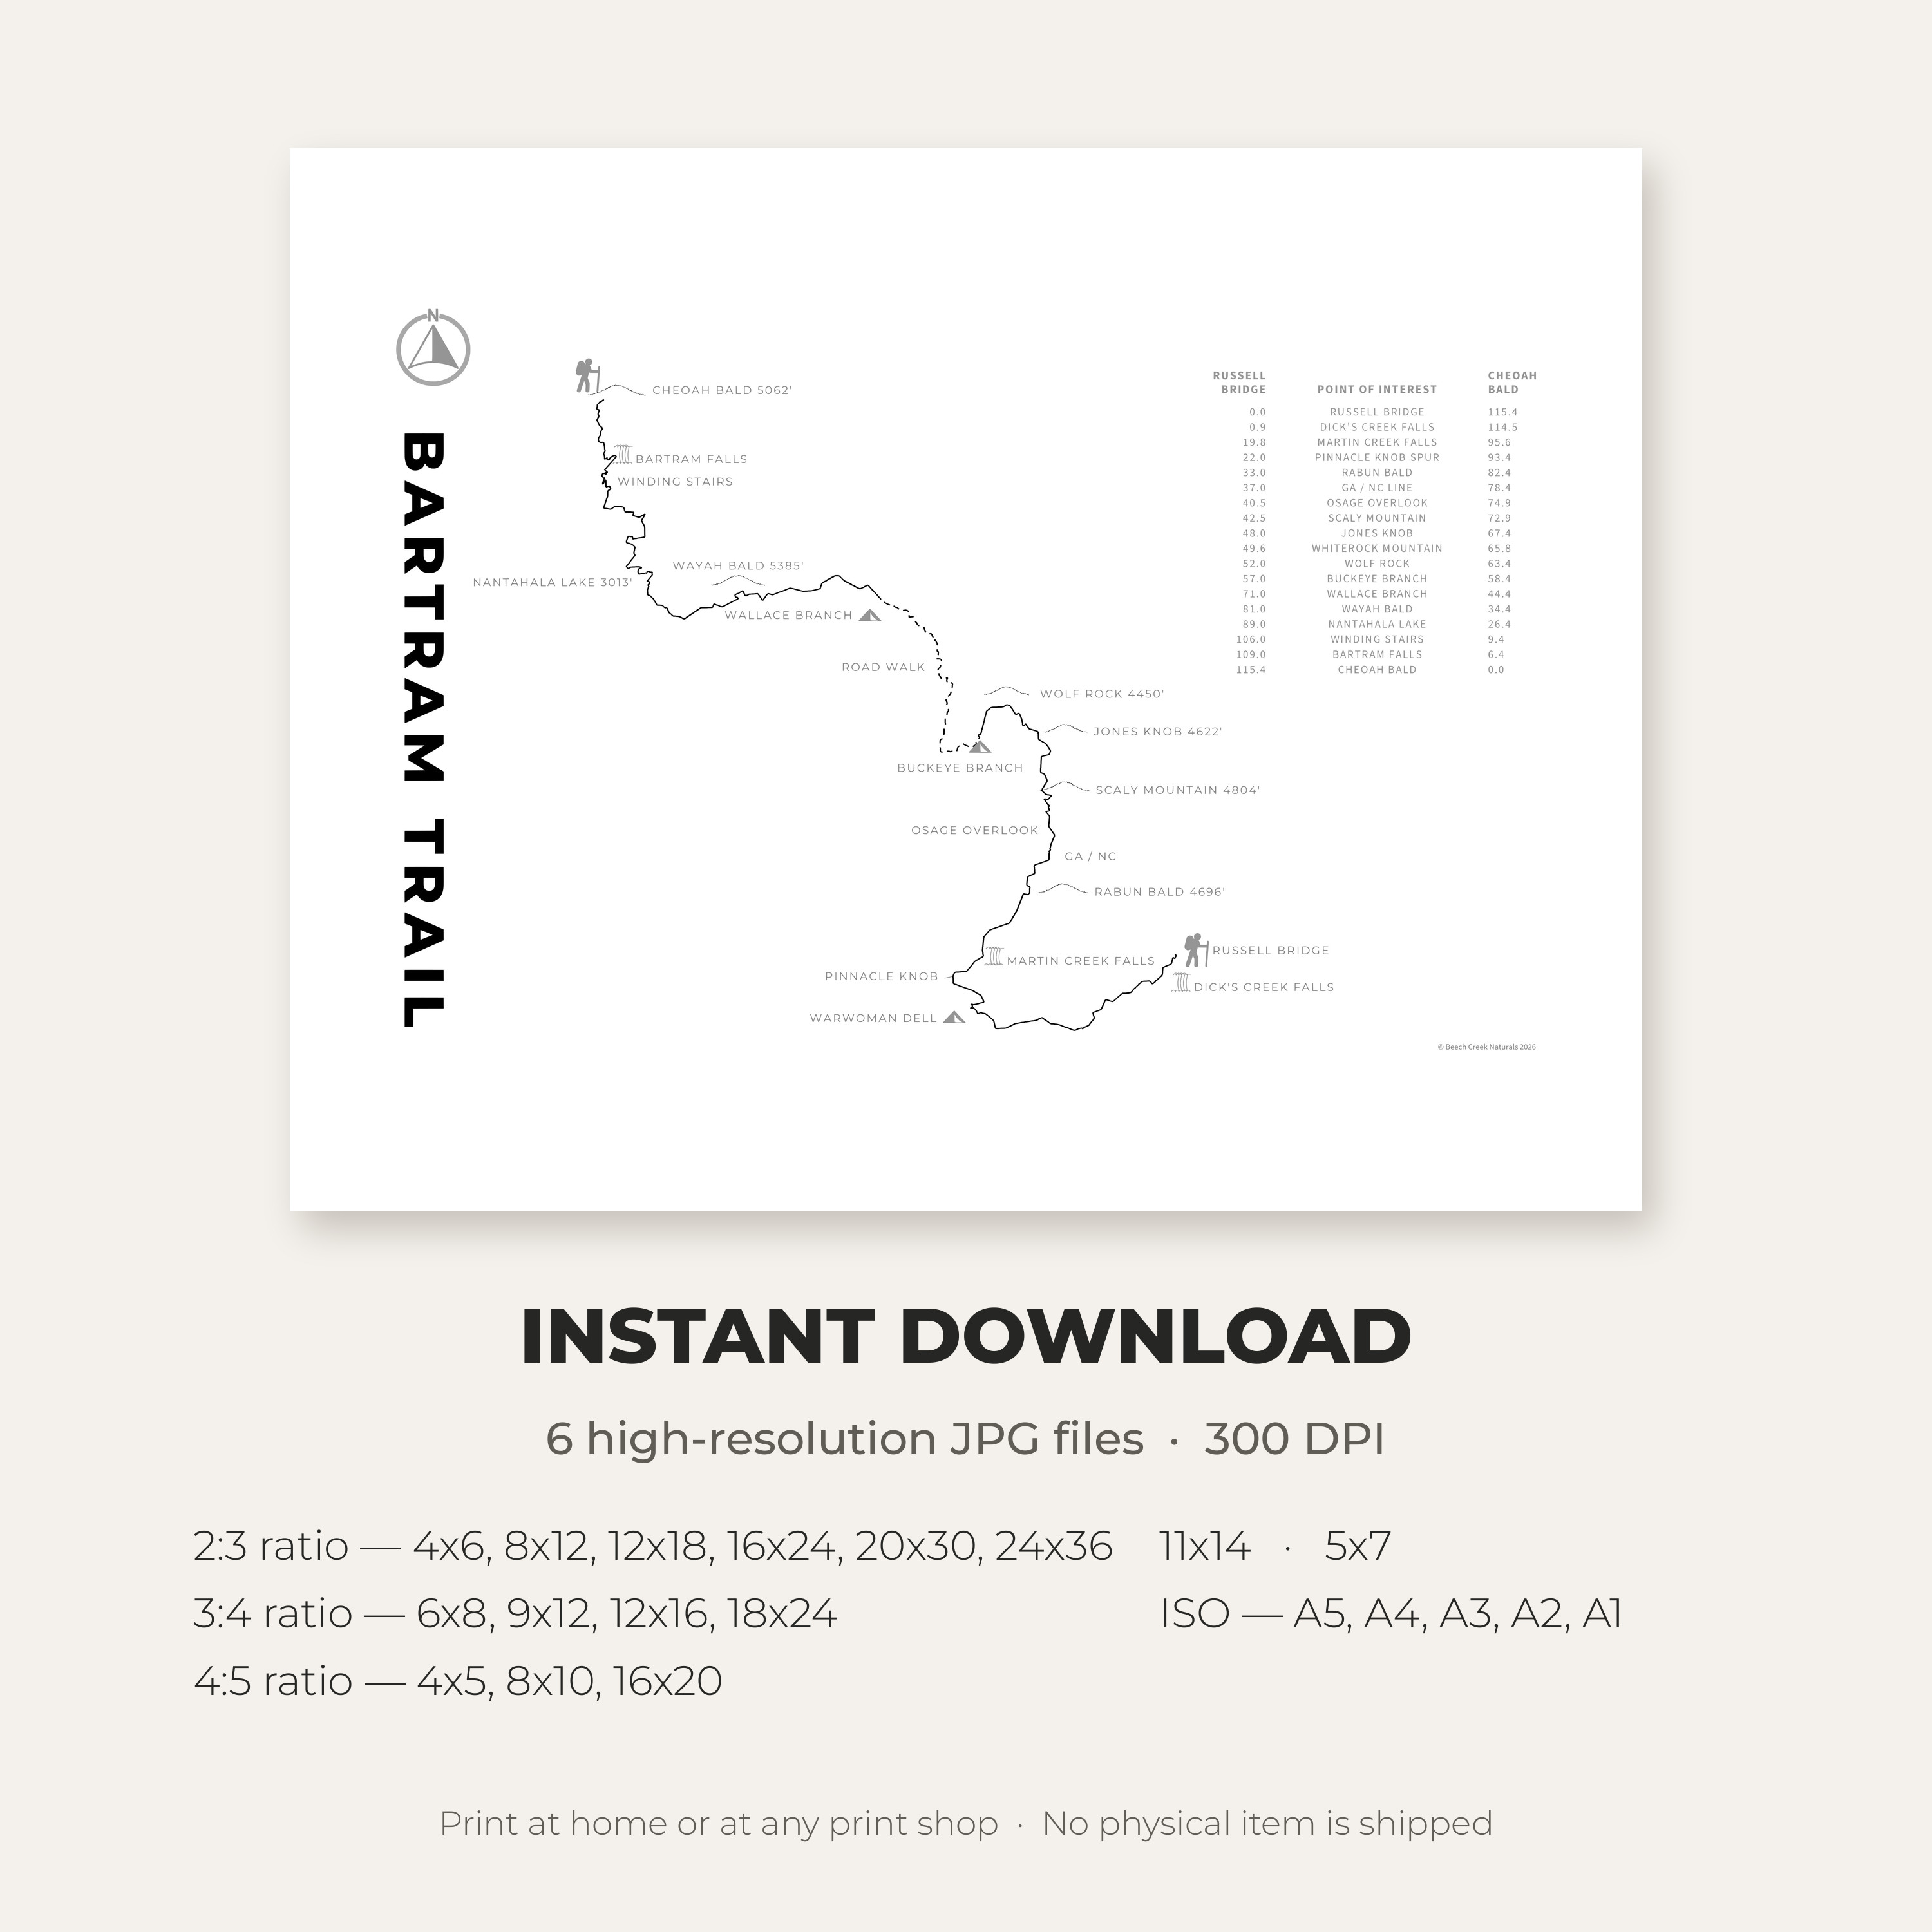 N
BARTRAM TRAIL
CHEOAH BALD 5062'
BARTRAM FALLS
WINDING STAIRS
WAYAH BALD 5385'
NANTAHALA LAKE 3013'
WALLACE BRANCH
ROAD WALK
WOLF ROCK 4450'
JONES KNOB 4622'
BUCKEYE BRANCH
SCALY MOUNTAIN 4804'
OSAGE OVERLOOK
GA / NC
RABUN BALD 4696'
RUSSELL BRIDGE
MARTIN CREEK FALLS
PINNACLE KNOB
DICK'S CREEK FALLS
WARWOMAN DELL
RUSSELL BRIDGE POINT OF INTEREST CHEOAH BALD
0.0 RUSSELL BRIDGE 115.4
0.9 DICK'S CREEK FALLS 114.5
19.8 MARTIN CREEK FALLS 95.6
22.0 PINNACLE KNOB SPUR 93.4
33.0 RABUN BALD 82.4
37.0 GA / NC LINE 78.4
40.5 OSAGE OVERLOOK 74.9
42.5 SCALY MOUNTAIN 72.9
48.0 JONES KNOB 67.4
49.6 WHITEROCK MOUNTAIN 65.8
52.0 WOLF ROCK 63.4
57.0 BUCKEYE BRANCH 58.4
71.0 WALLACE BRANCH 44.4
81.0 WAYAH BALD 34.4
89.0 NANTAHALA LAKE 26.4
106.0 WINDING STAIRS 9.4
109.0 BARTRAM FALLS 6.4
115.4 CHEOAH BALD 0.0
© Beech Creek Naturals 2026
INSTANT DOWNLOAD
6 high-resolution JPG files · 300 DPI
2:3 ratio — 4x6, 8x12, 12x18, 16x24, 20x30, 24x36
3:4 ratio — 6x8, 9x12, 12x16, 18x24
4:5 ratio — 4x5, 8x10, 16x20
11x14 · 5x7
ISO — A5, A4, A3, A2, A1
Print at home or at any print shop · No physical item is shipped